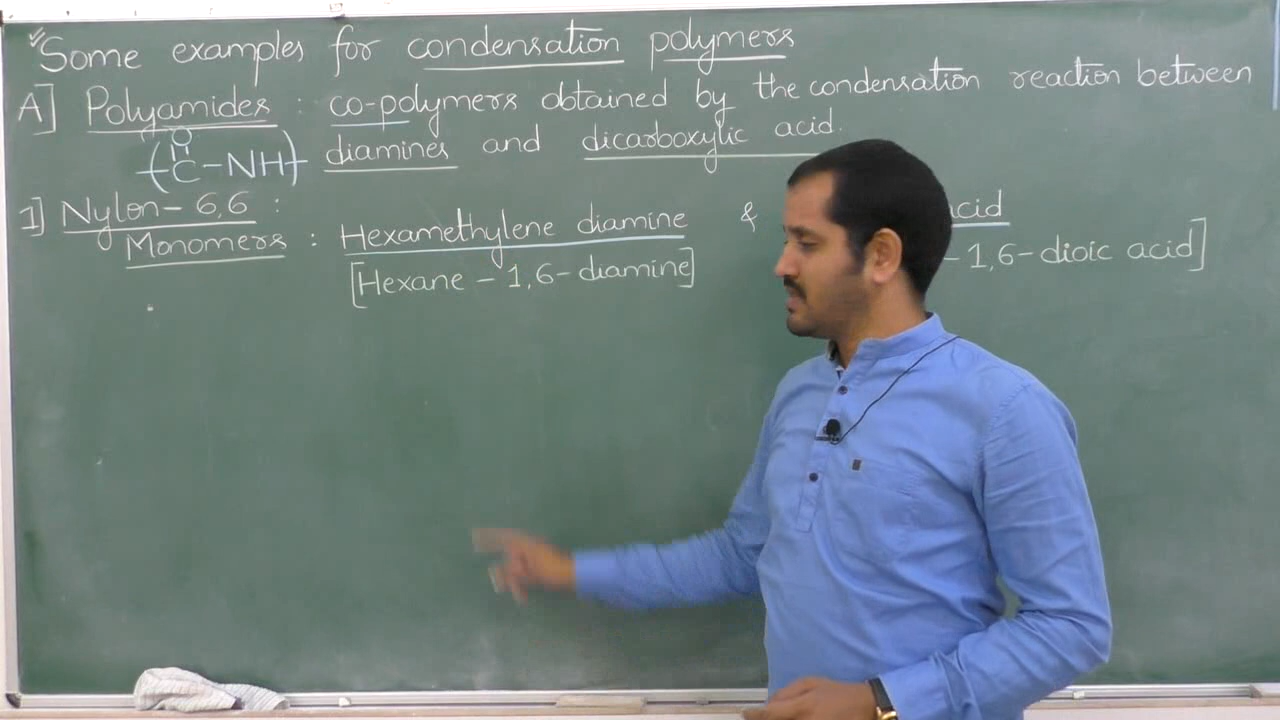 Some examples for condensation polymers
A] Polyamides : co-polymers obtained by the condensation reaction between
diamines and dicarboxylic acid.
O
(C-NH)
1] Nylon-6,6 :
Monomers : Hexamethylene diamine & acid
[Hexane - 1,6-diamine] - 1,6-dioic acid]